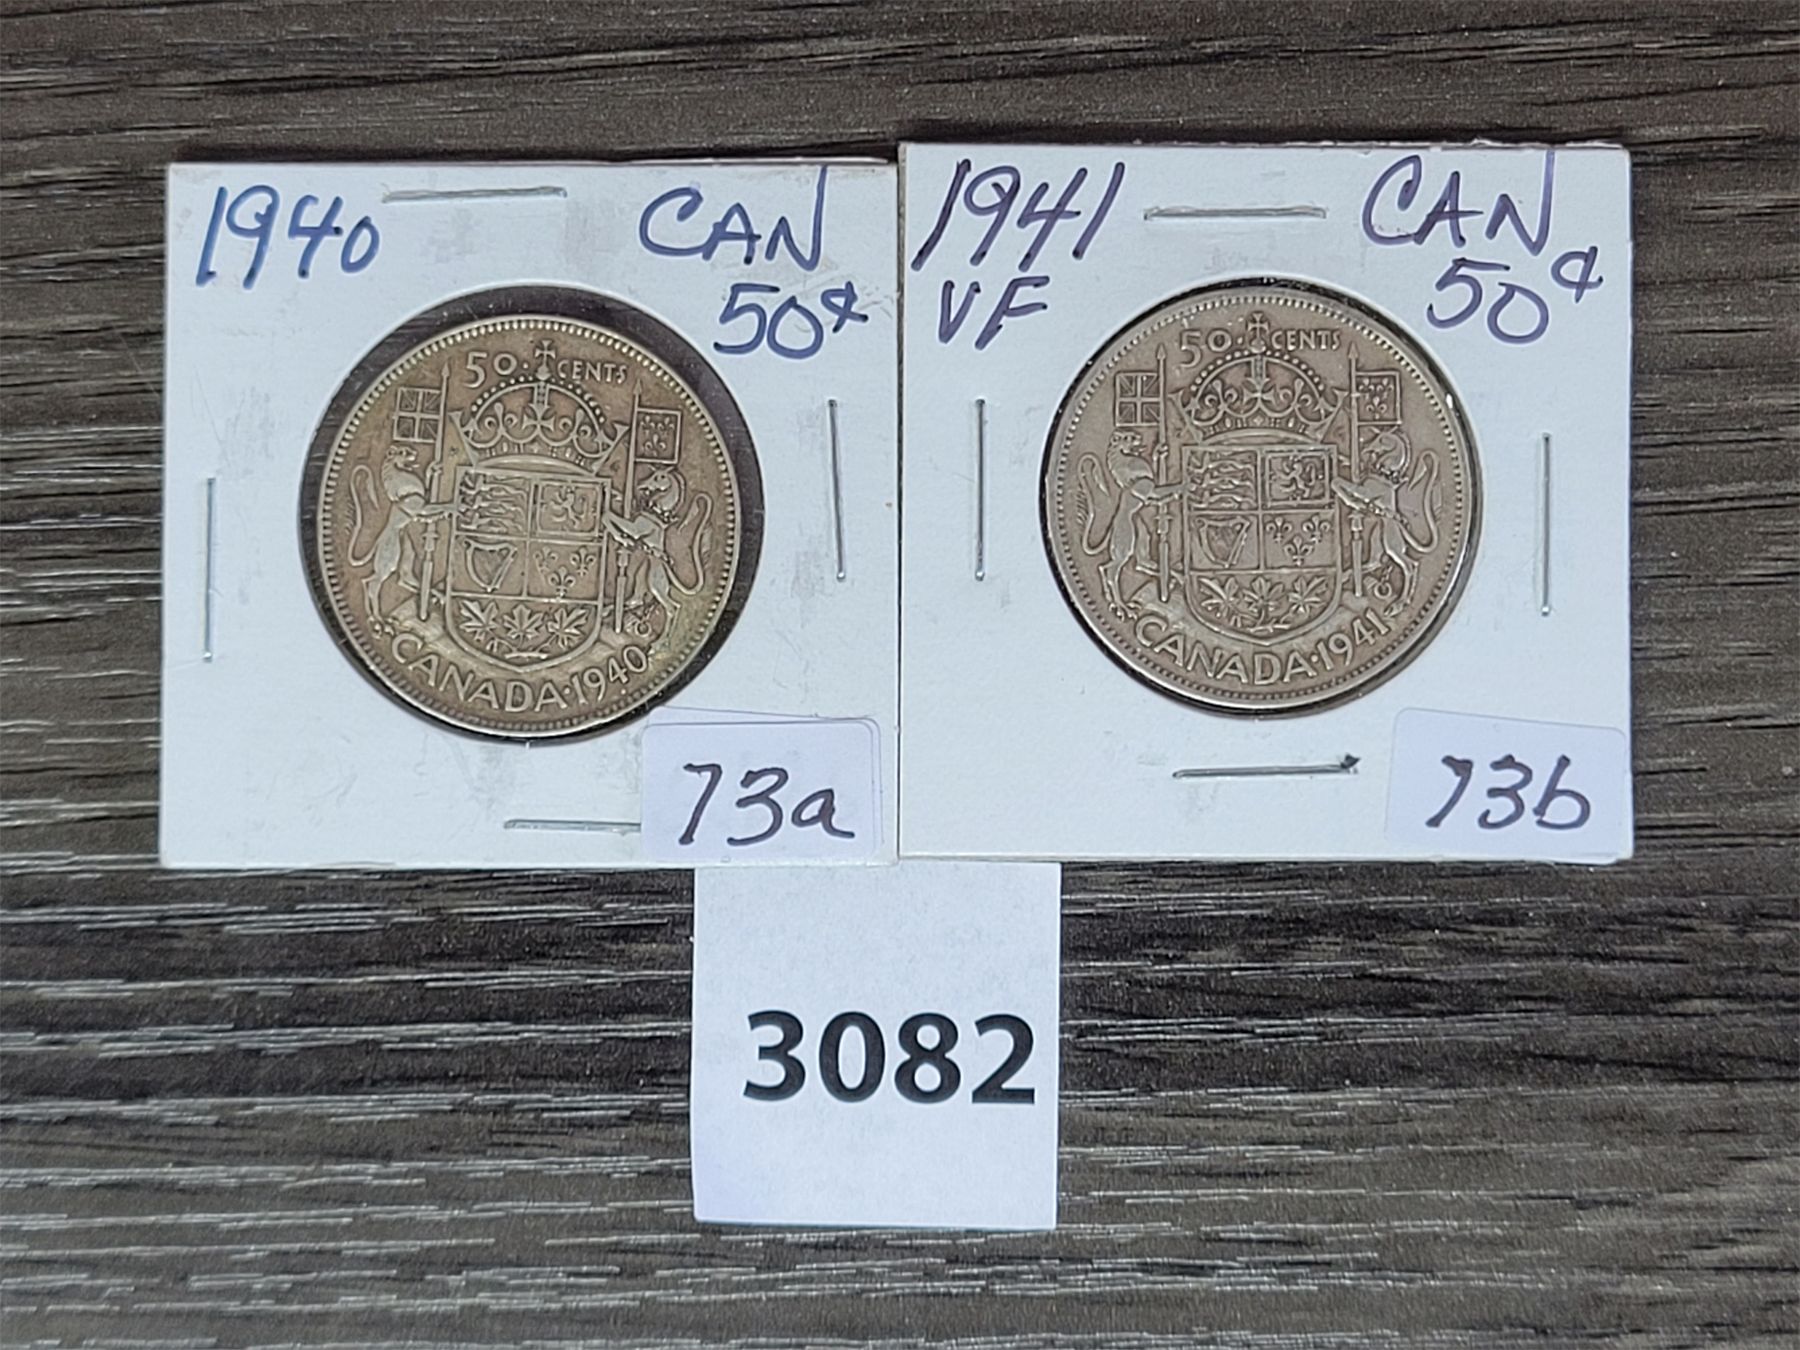 1940 CAN
50¢
50 · CENTS
CANADA · 1940
73a
1941 CAN
VF 50¢
50 · CENTS
CANADA · 1941
73b
3082